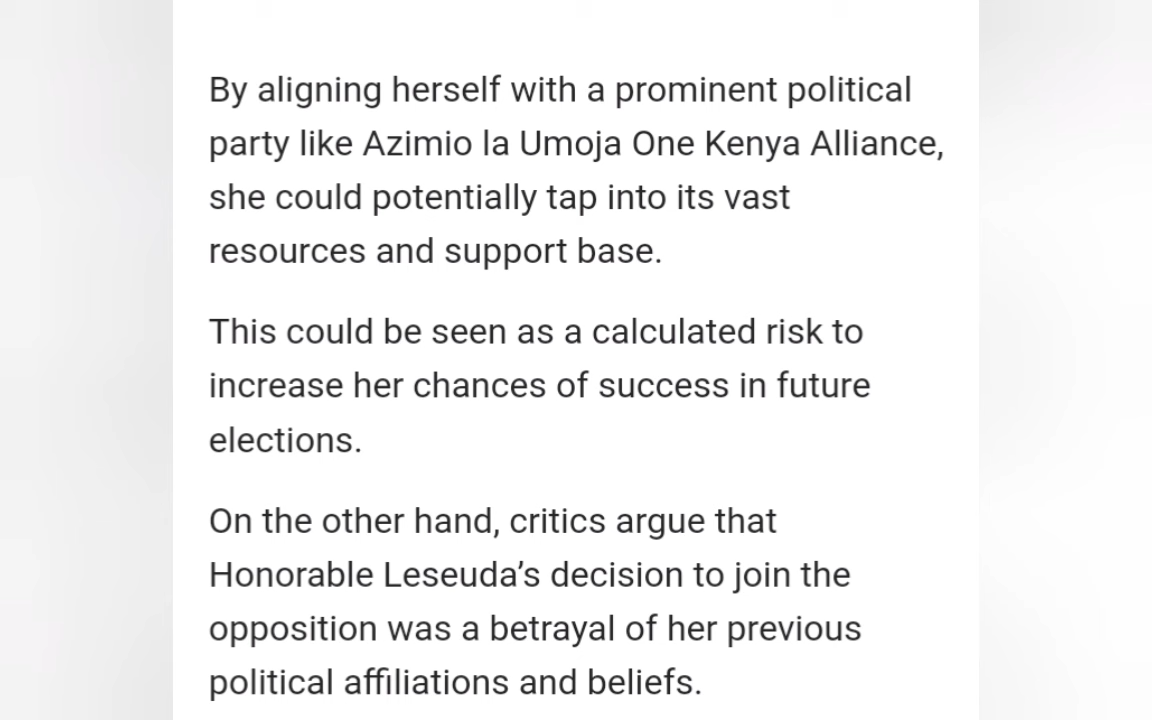 By aligning herself with a prominent political
party like Azimio la Umoja One Kenya Alliance,
she could potentially tap into its vast
resources and support base.
This could be seen as a calculated risk to
increase her chances of success in future
elections.
On the other hand, critics argue that
Honorable Leseuda’s decision to join the
opposition was a betrayal of her previous
political affiliations and beliefs.